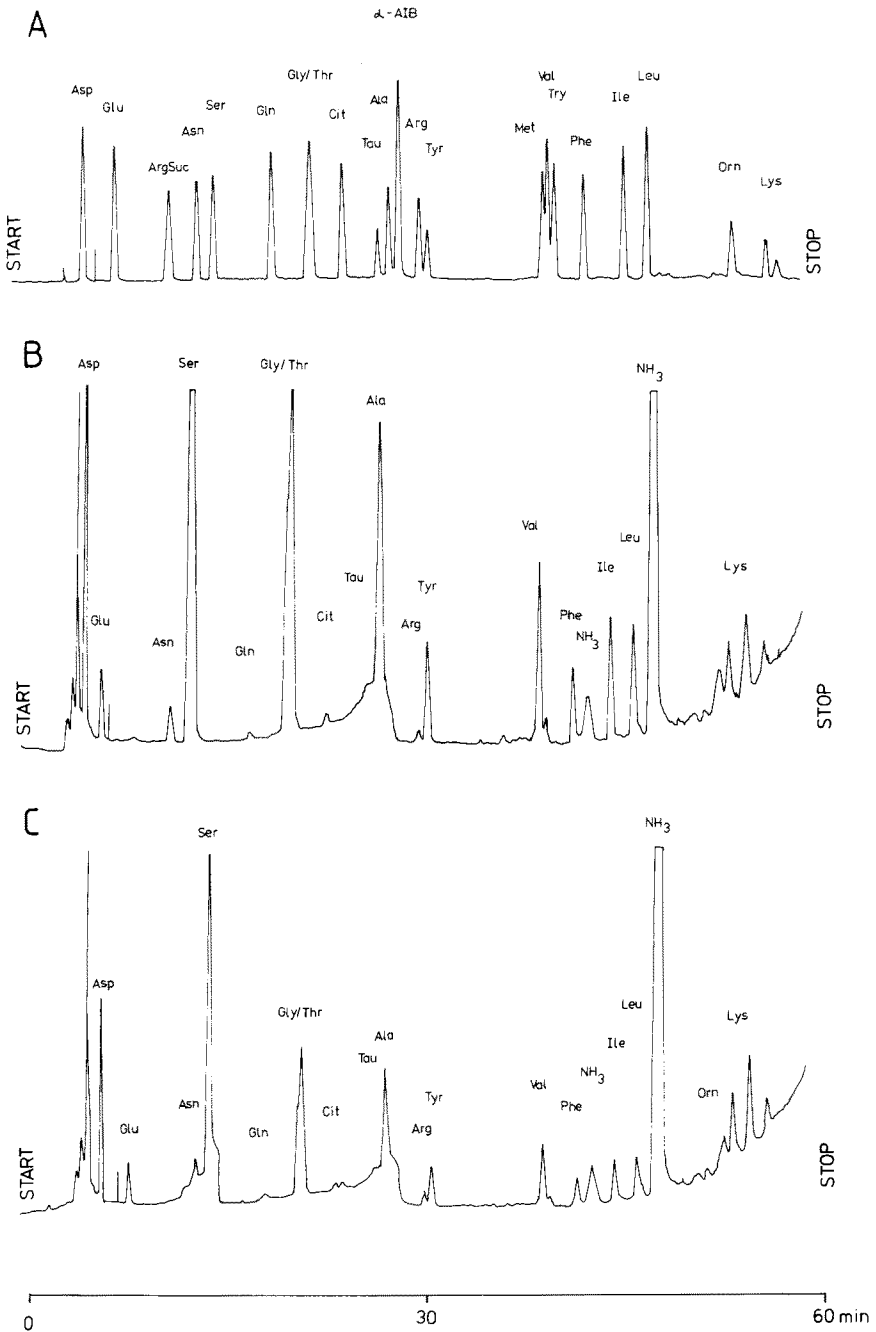 A
α-AIB
Asp
Glu
ArgSuc
Asn
Ser
Gln
Gly/Thr
Cit
Tau
Ala
Arg
Tyr
Met
Val
Try
Phe
Ile
Leu
Orn
Lys
START
STOP
B
Asp
Glu
Asn
Ser
Gln
Gly/Thr
Cit
Tau
Ala
Arg
Tyr
Val
Phe
NH3
Ile
Leu
NH3
Lys
START
STOP
C
Asp
Glu
Asn
Ser
Gln
Gly/Thr
Cit
Tau
Ala
Arg
Tyr
Val
Phe
NH3
Ile
Leu
NH3
Orn
Lys
START
STOP
0 30 60 min